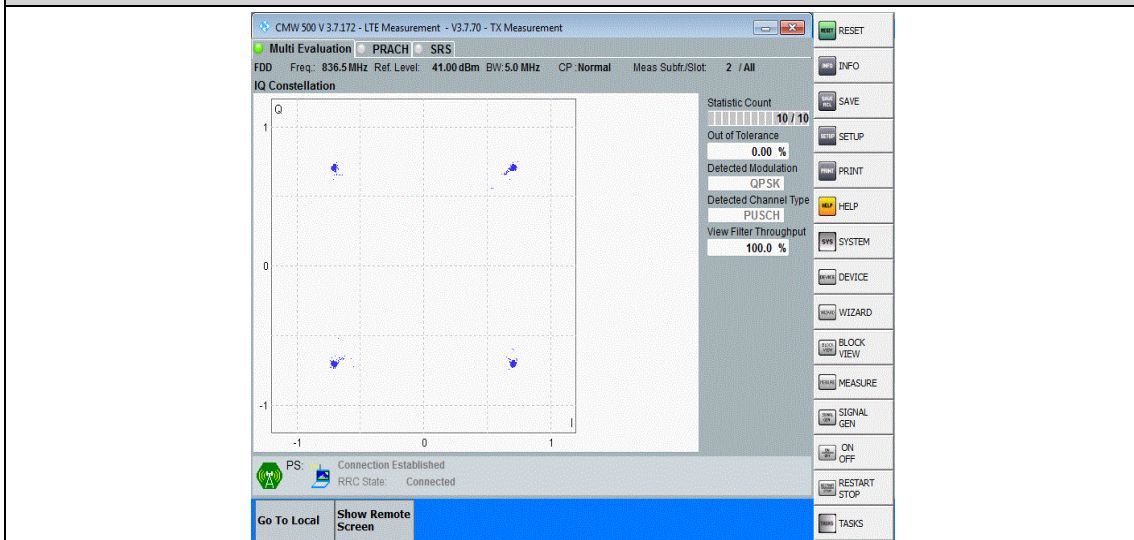 CMW 500 V 3.7.172 - LTE Measurement - V3.7.70 - TX Measurement
Multi Evaluation PRACH SRS
FDD Freq.: 836.5 MHz Ref. Level: 41.00 dBm BW: 5.0 MHz CP : Normal Meas Subfr./Slot: 2 / All
IQ Constellation
Q
1
0
-1
I
-1 0 1
Statistic Count
10 / 10
Out of Tolerance
0.00 %
Detected Modulation
QPSK
Detected Channel Type
PUSCH
View Filter Throughput
100.0 %
PS: Connection Established
RRC State: Connected
Go To Local
Show Remote
Screen
RESET
INFO
SAVE
SETUP
PRINT
HELP
SYSTEM
DEVICE
WIZARD
BLOCK
VIEW
MEASURE
SIGNAL
GEN
ON
OFF
RESTART
STOP
TASKS